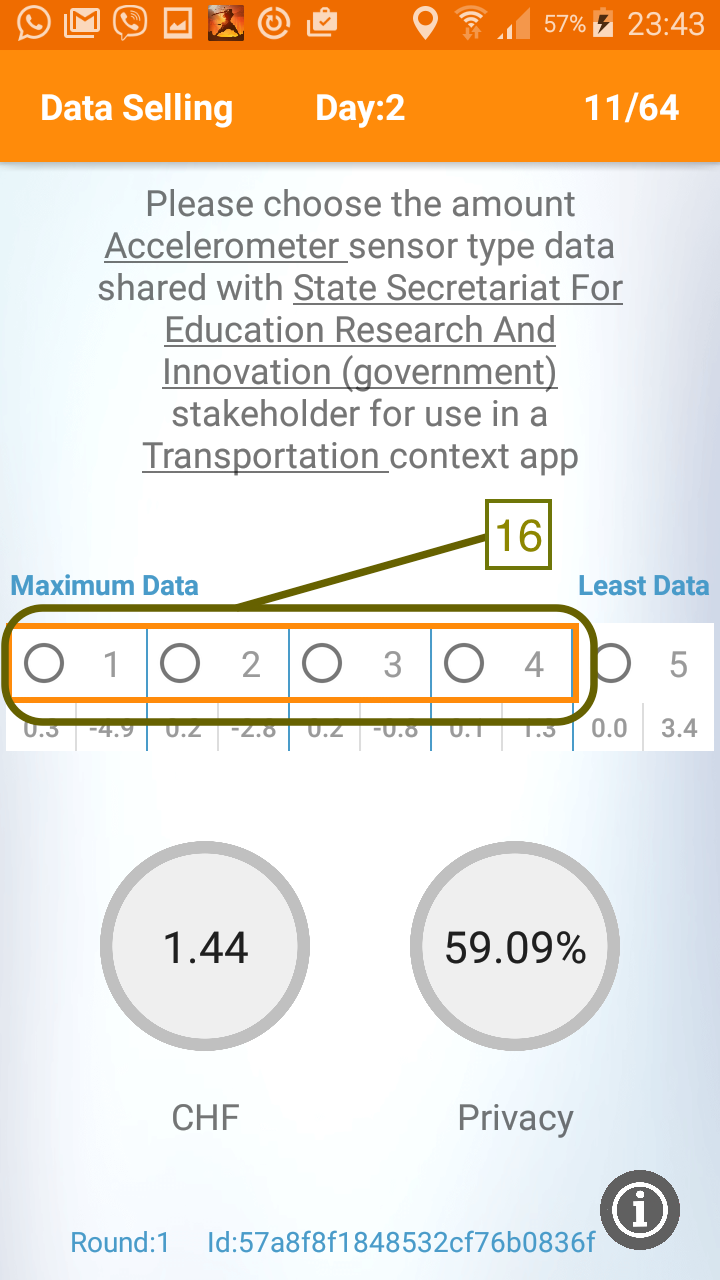 57% 23:43
Data Selling Day:2 11/64
Please choose the amount
Accelerometer sensor type data
shared with State Secretariat For
Education Research And
Innovation (government)
stakeholder for use in a
Transportation context app
16
Maximum Data Least Data
1 2 3 4 5
0.3 -4.9 0.2 -2.8 0.2 -0.8 0.1 1.3 0.0 3.4
1.44 59.09%
CHF Privacy
Round:1 Id:57a8f8f1848532cf76b0836f